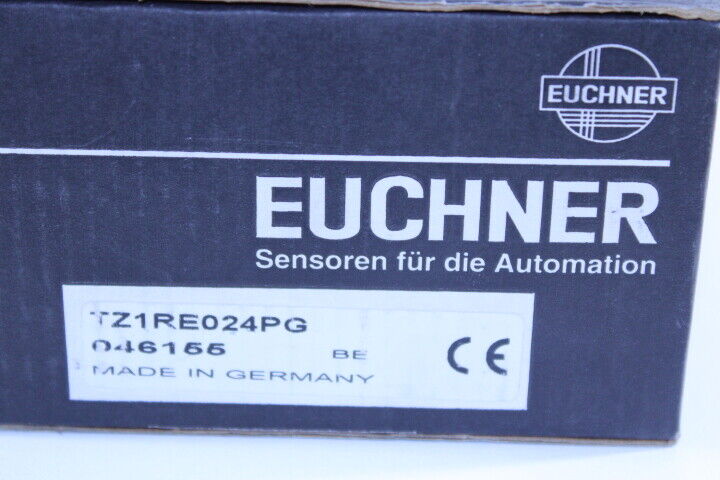 EUCHNER
EUCHNER
Sensoren für die Automation
TZ1RE024PG
046155 BE CE
MADE IN GERMANY